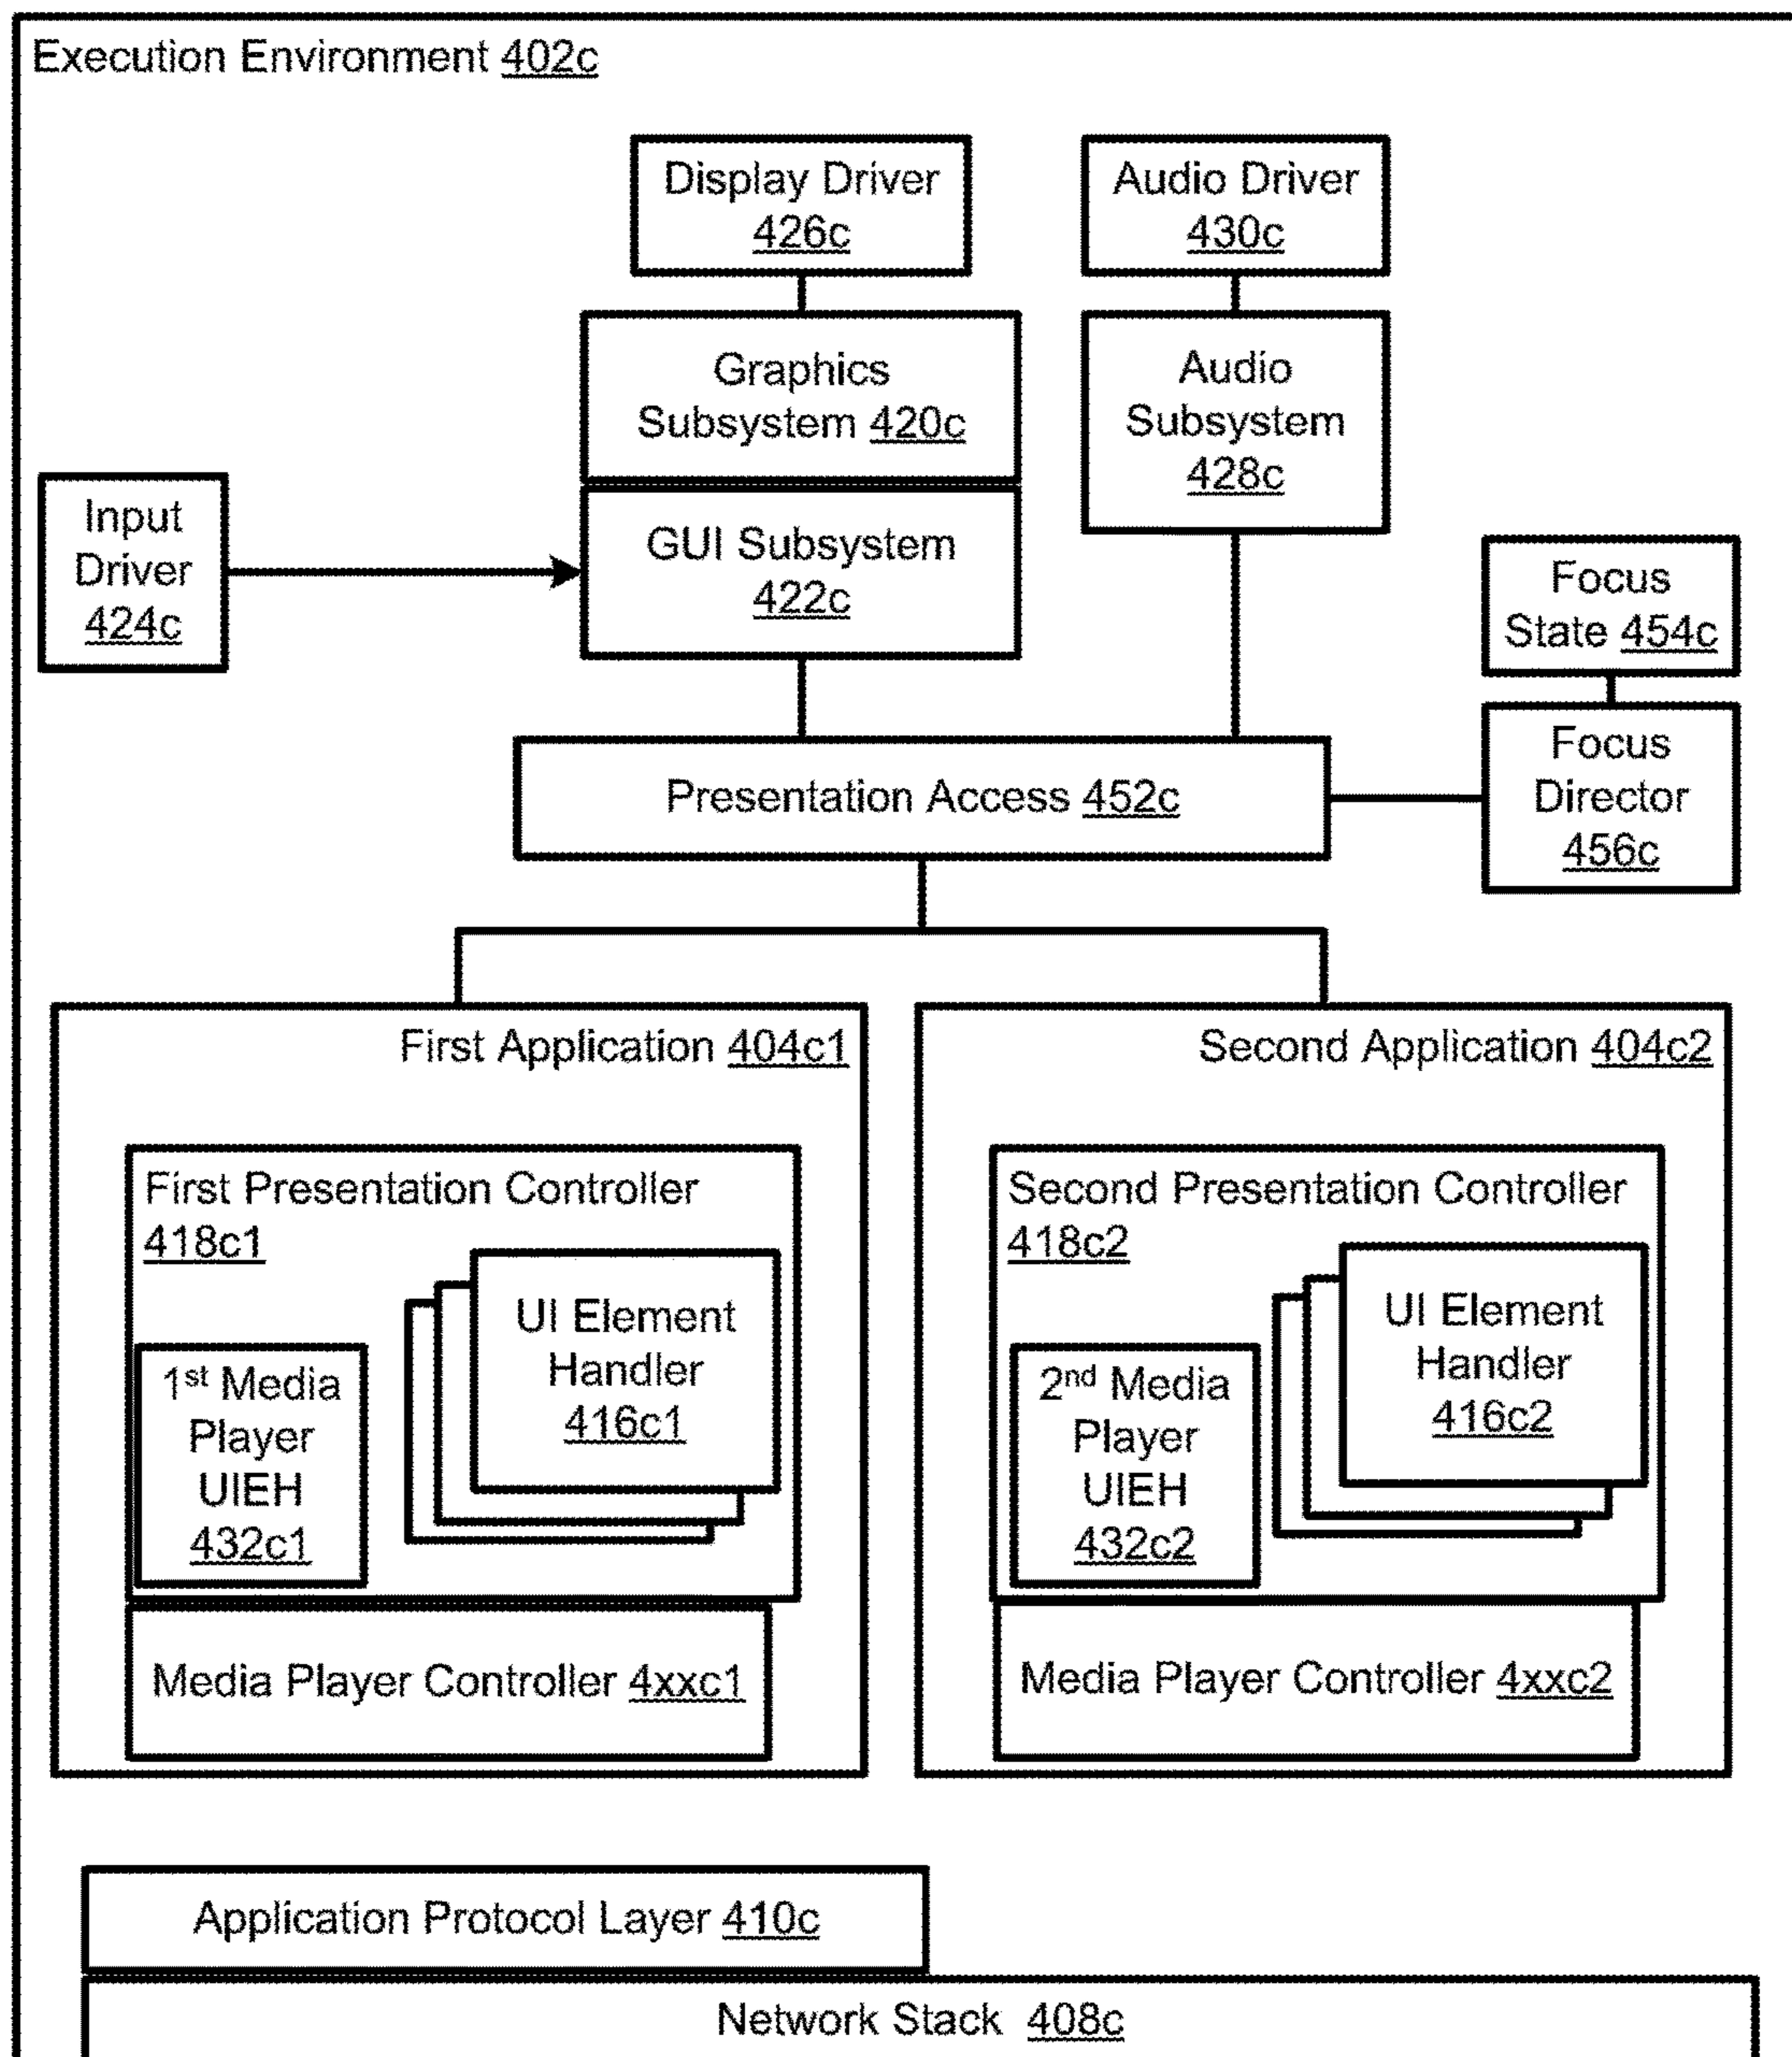 Execution Environment 402c
Display Driver
426c
Audio Driver
430c
Graphics
Subsystem 420c
Audio
Subsystem
428c
Input
Driver
424c
GUI Subsystem
422c
Focus
State 454c
Focus
Director
456c
Presentation Access 452c
First Application 404c1
First Presentation Controller
418c1
UI Element
Handler
416c1
1st Media
Player
UIEH
432c1
Media Player Controller 4xxc1
Second Application 404c2
Second Presentation Controller
418c2
UI Element
Handler
416c2
2nd Media
Player
UIEH
432c2
Media Player Controller 4xxc2
Application Protocol Layer 410c
Network Stack 408c